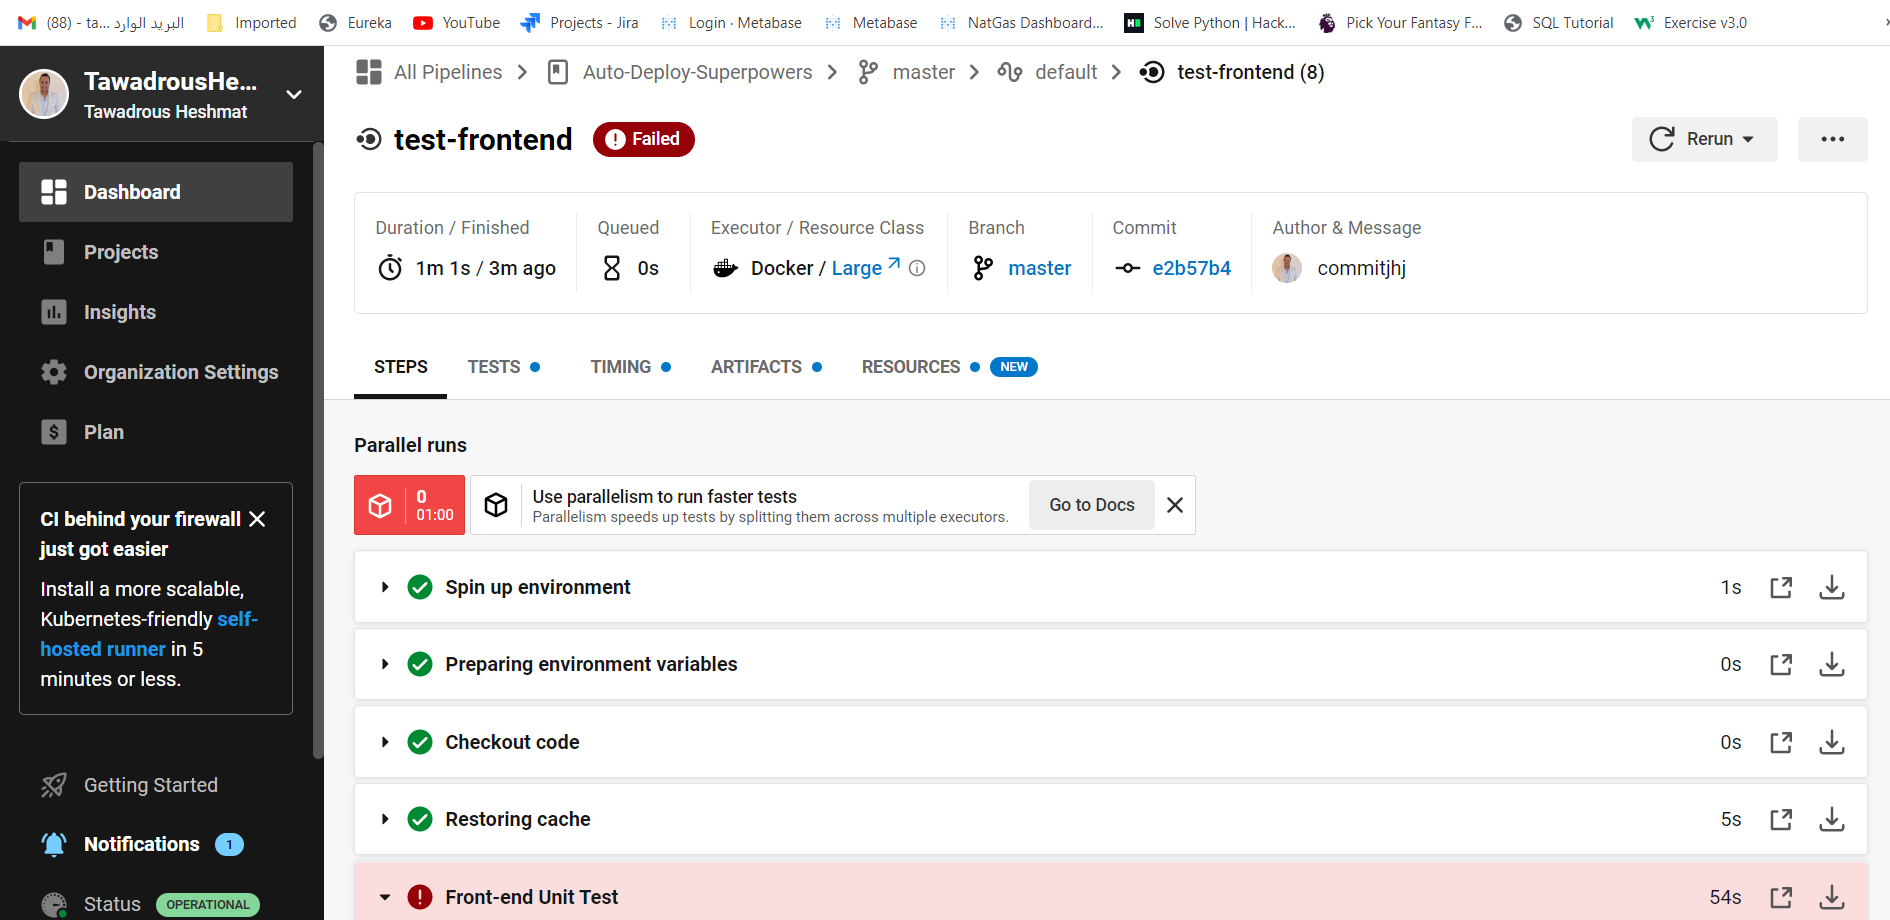 (88) - ta... البريد الوارد
Imported
Eureka
YouTube
Projects - Jira
Login · Metabase
Metabase
NatGas Dashboard...
Solve Python | Hack...
Pick Your Fantasy F...
SQL Tutorial
Exercise v3.0
TawadrousHe...
Tawadrous Heshmat
Dashboard
Projects
Insights
Organization Settings
Plan
CI behind your firewall
just got easier
Install a more scalable,
Kubernetes-friendly self-
hosted runner in 5
minutes or less.
Getting Started
Notifications 1
Status OPERATIONAL
All Pipelines
Auto-Deploy-Superpowers
master
default
test-frontend (8)
test-frontend
Failed
Rerun
Duration / Finished
1m 1s / 3m ago
Queued
0s
Executor / Resource Class
Docker / Large
Branch
master
Commit
e2b57b4
Author & Message
commitjhj
STEPS
TESTS
TIMING
ARTIFACTS
RESOURCES
NEW
Parallel runs
0
01:00
Use parallelism to run faster tests
Parallelism speeds up tests by splitting them across multiple executors.
Go to Docs
Spin up environment 1s
Preparing environment variables 0s
Checkout code 0s
Restoring cache 5s
Front-end Unit Test 54s